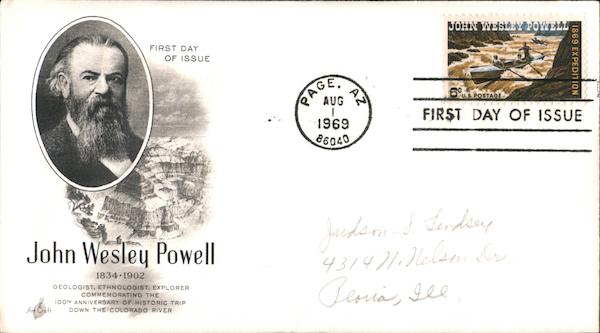 FIRST DAY
OF ISSUE
John Wesley Powell
1834 • 1902
GEOLOGIST, ETHNOLOGIST, EXPLORER
COMMEMORATING THE
100TH ANNIVERSARY OF HISTORIC TRIP
DOWN THE COLORADO RIVER
ArtCraft
PAGE, AZ
AUG
1
1969
86040
JOHN WESLEY POWELL
1869 EXPEDITION
6c U.S. POSTAGE
FIRST DAY OF ISSUE
Judson S. Lindsey
4314 N. Nelson Dr
Peoria, Ill.